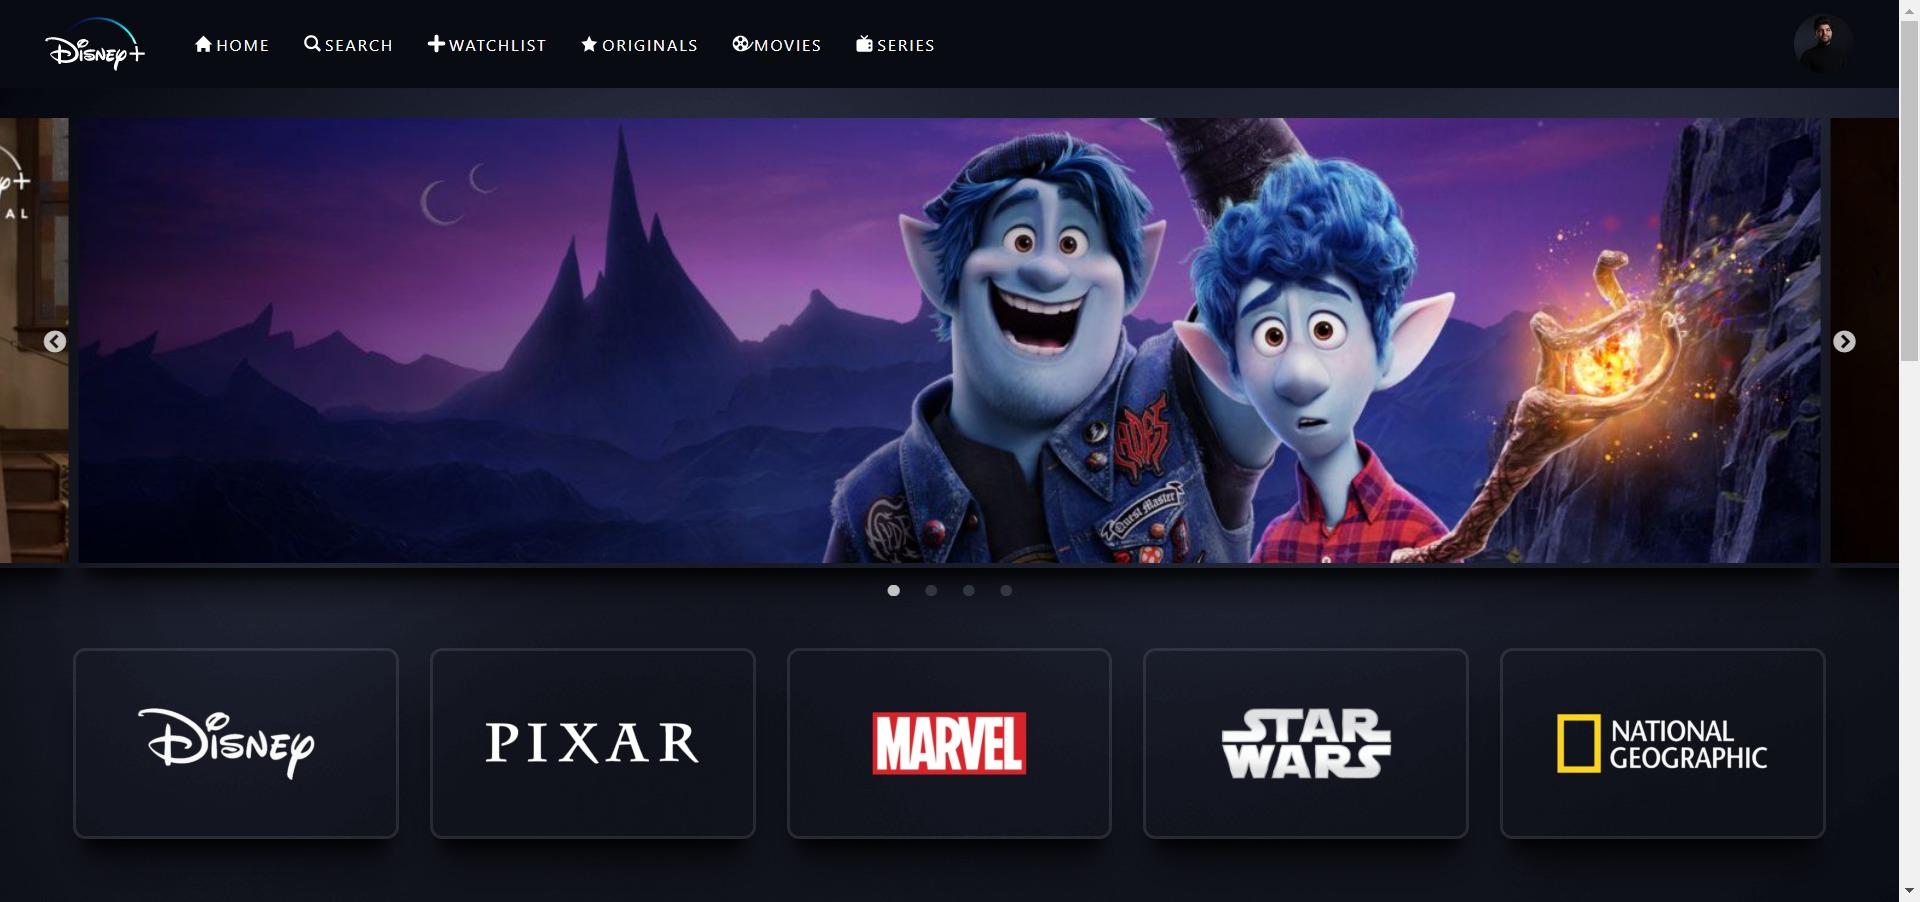 Disney+
HOME
SEARCH
WATCHLIST
ORIGINALS
MOVIES
SERIES
AL
Quest Master
Disney
PIXAR
MARVEL
STAR
WARS
NATIONAL
GEOGRAPHIC